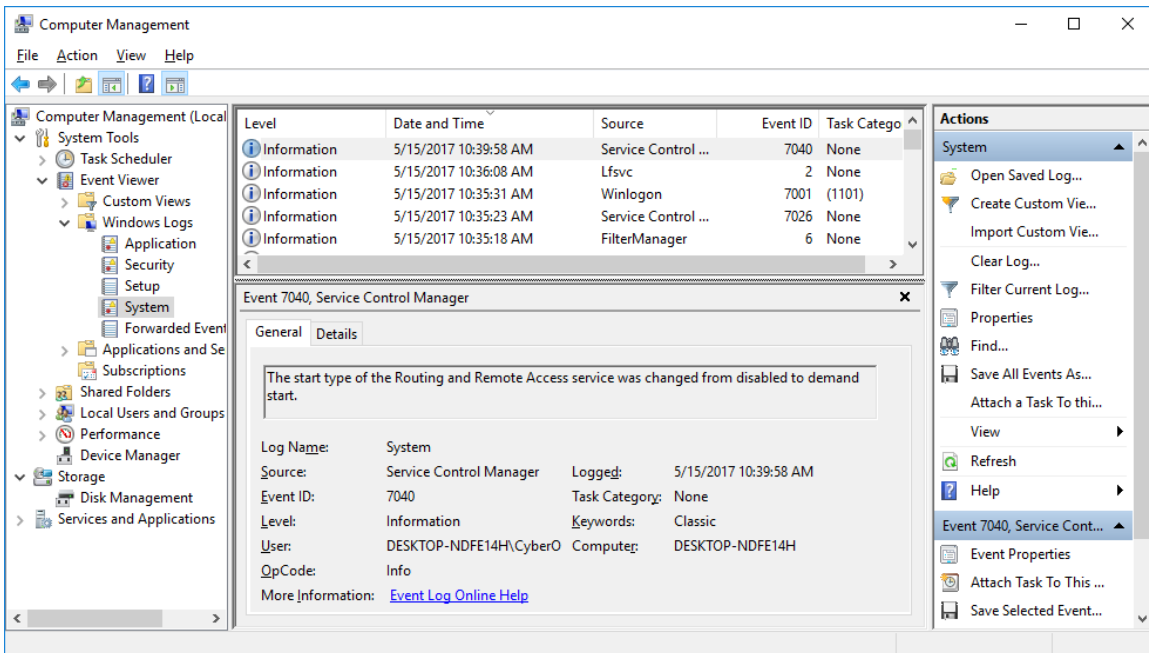 Computer Management
File Action View Help
Computer Management (Local
System Tools
Task Scheduler
Event Viewer
Custom Views
Windows Logs
Application
Security
Setup
System
Forwarded Event
Applications and Se
Subscriptions
Shared Folders
Local Users and Groups
Performance
Device Manager
Storage
Disk Management
Services and Applications
Level Date and Time Source Event ID Task Catego
Information 5/15/2017 10:39:58 AM Service Control ... 7040 None
Information 5/15/2017 10:36:08 AM Lfsvc 2 None
Information 5/15/2017 10:35:31 AM Winlogon 7001 (1101)
Information 5/15/2017 10:35:23 AM Service Control ... 7026 None
Information 5/15/2017 10:35:18 AM FilterManager 6 None
Event 7040, Service Control Manager
General Details
The start type of the Routing and Remote Access service was changed from disabled to demand
start.
Log Name: System
Source: Service Control Manager Logged: 5/15/2017 10:39:58 AM
Event ID: 7040 Task Category: None
Level: Information Keywords: Classic
User: DESKTOP-NDFE14H\CyberO Computer: DESKTOP-NDFE14H
OpCode: Info
More Information: Event Log Online Help
Actions
System
Open Saved Log...
Create Custom Vie...
Import Custom Vie...
Clear Log...
Filter Current Log...
Properties
Find...
Save All Events As...
Attach a Task To thi...
View
Refresh
Help
Event 7040, Service Cont...
Event Properties
Attach Task To This ...
Save Selected Event...